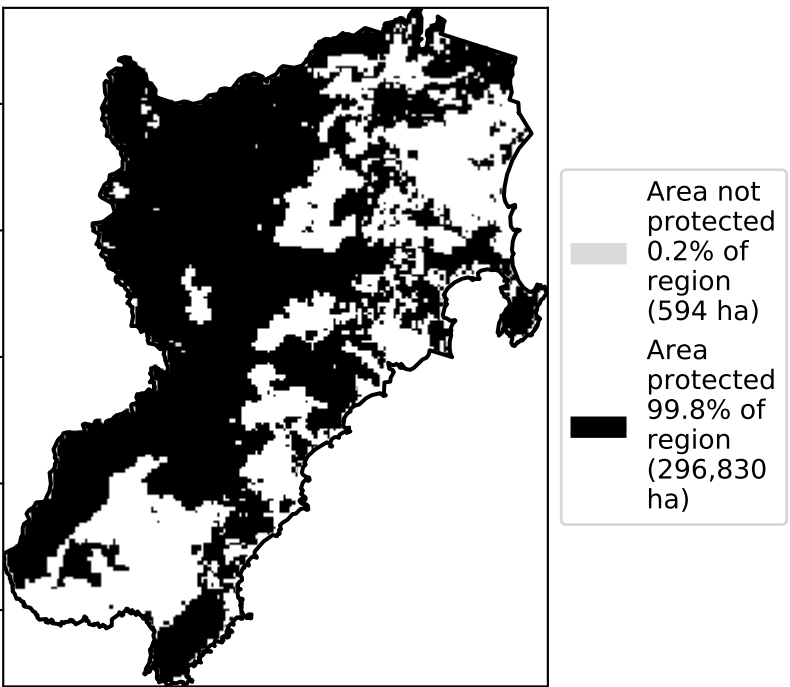 Area not
protected
0.2% of
region
(594 ha)
Area
protected
99.8% of
region
(296,830
ha)